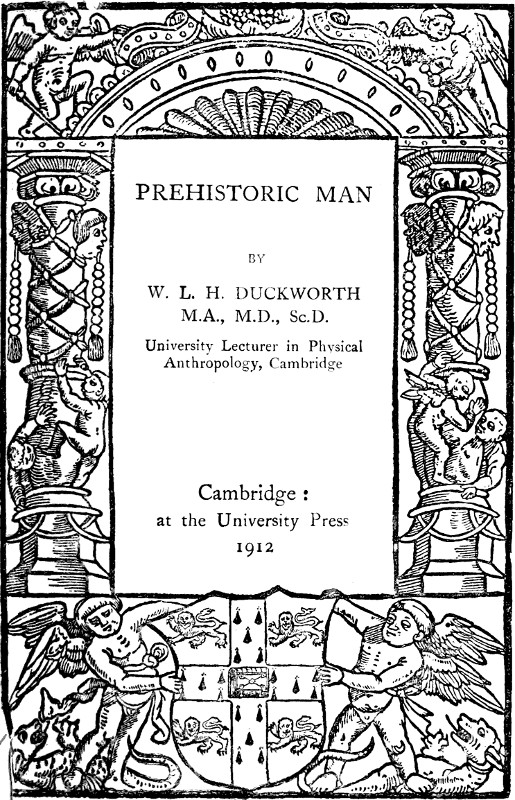 PREHISTORIC MAN
BY
W. L. H. DUCKWORTH
M.A., M.D., Sc.D.
University Lecturer in Physical
Anthropology, Cambridge
Cambridge :
at the University Press
1912